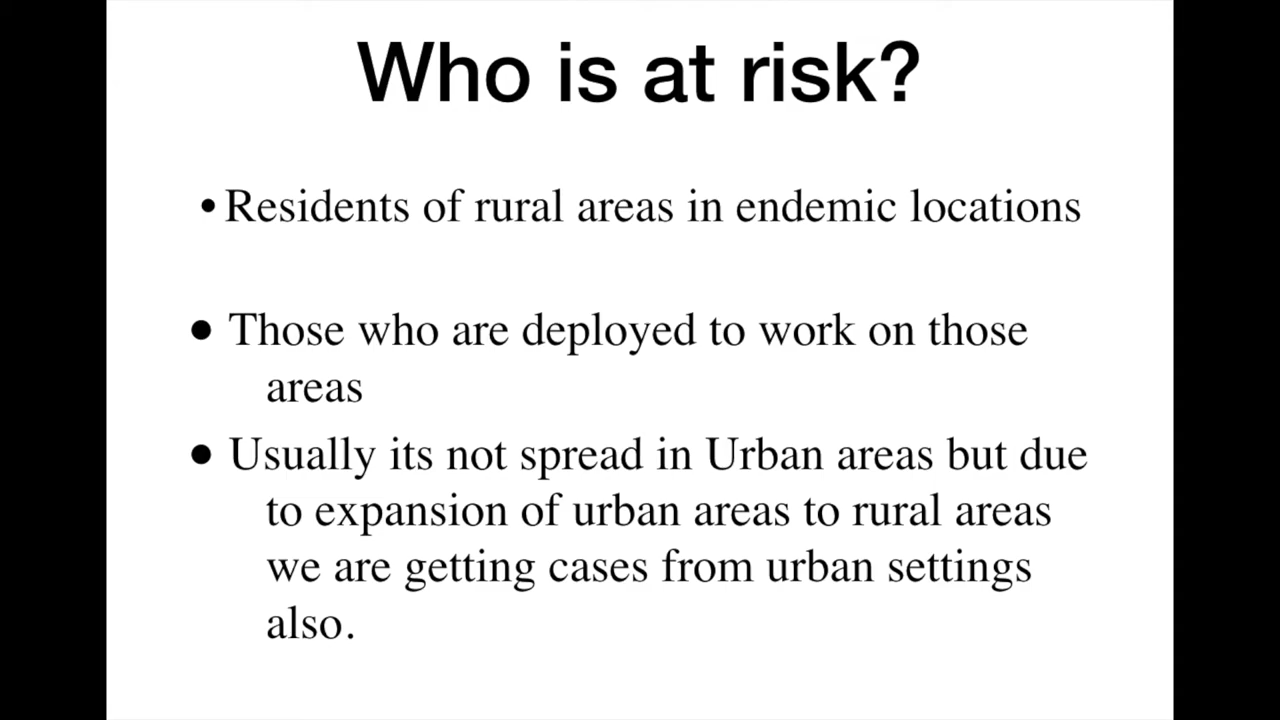 Who is at risk?
•Residents of rural areas in endemic locations
● Those who are deployed to work on those
areas
● Usually its not spread in Urban areas but due
to expansion of urban areas to rural areas
we are getting cases from urban settings
also.